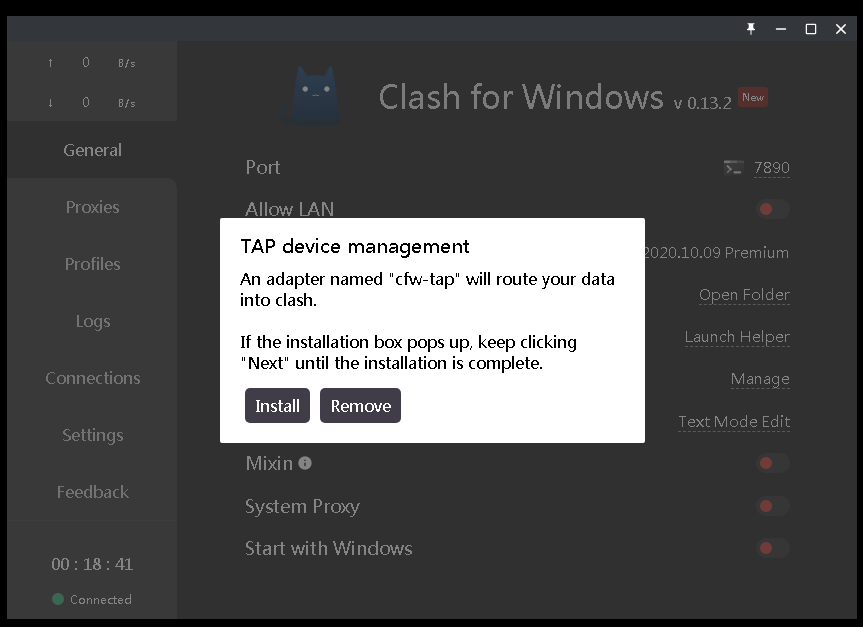 ↑ 0 B/s
↓ 0 B/s
General
Proxies
Profiles
Logs
Connections
Settings
Feedback
00 : 18 : 41
Connected
Clash for Windows v 0.13.2 New
Port 7890
Allow LAN
2020.10.09 Premium
Open Folder
Launch Helper
Manage
Text Mode Edit
TAP device management
An adapter named "cfw-tap" will route your data
into clash.
If the installation box pops up, keep clicking
"Next" until the installation is complete.
Install Remove
Mixin
System Proxy
Start with Windows